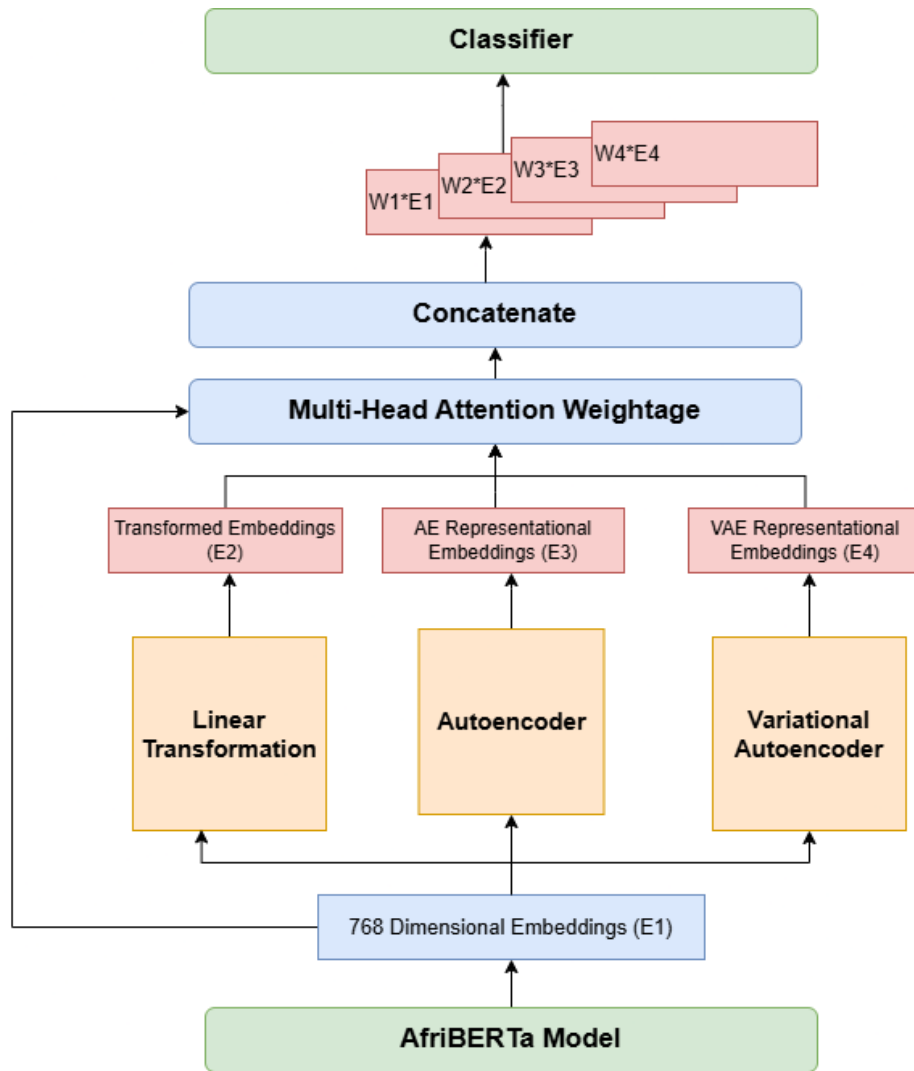 Classifier
W1*E1
W2*E2
W3*E3
W4*E4
Concatenate
Multi-Head Attention Weightage
Transformed Embeddings
(E2)
AE Representational
Embeddings (E3)
VAE Representational
Embeddings (E4)
Linear
Transformation
Autoencoder
Variational
Autoencoder
768 Dimensional Embeddings (E1)
AfriBERTa Model